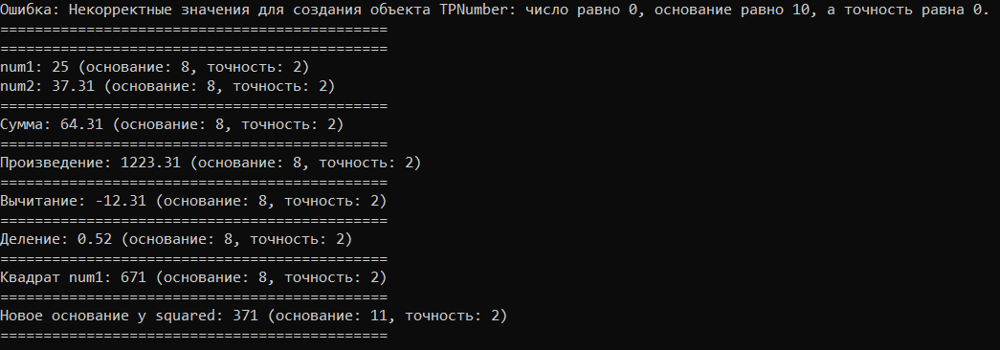 Ошибка: Некорректные значения для создания объекта TPNumber: число равно 0, основание равно 10, а точность равна 0.
=============================================
=============================================
num1: 25 (основание: 8, точность: 2)
num2: 37.31 (основание: 8, точность: 2)
=============================================
Сумма: 64.31 (основание: 8, точность: 2)
=============================================
Произведение: 1223.31 (основание: 8, точность: 2)
=============================================
Вычитание: -12.31 (основание: 8, точность: 2)
=============================================
Деление: 0.52 (основание: 8, точность: 2)
=============================================
Квадрат num1: 671 (основание: 8, точность: 2)
=============================================
Новое основание у squared: 371 (основание: 11, точность: 2)
=============================================